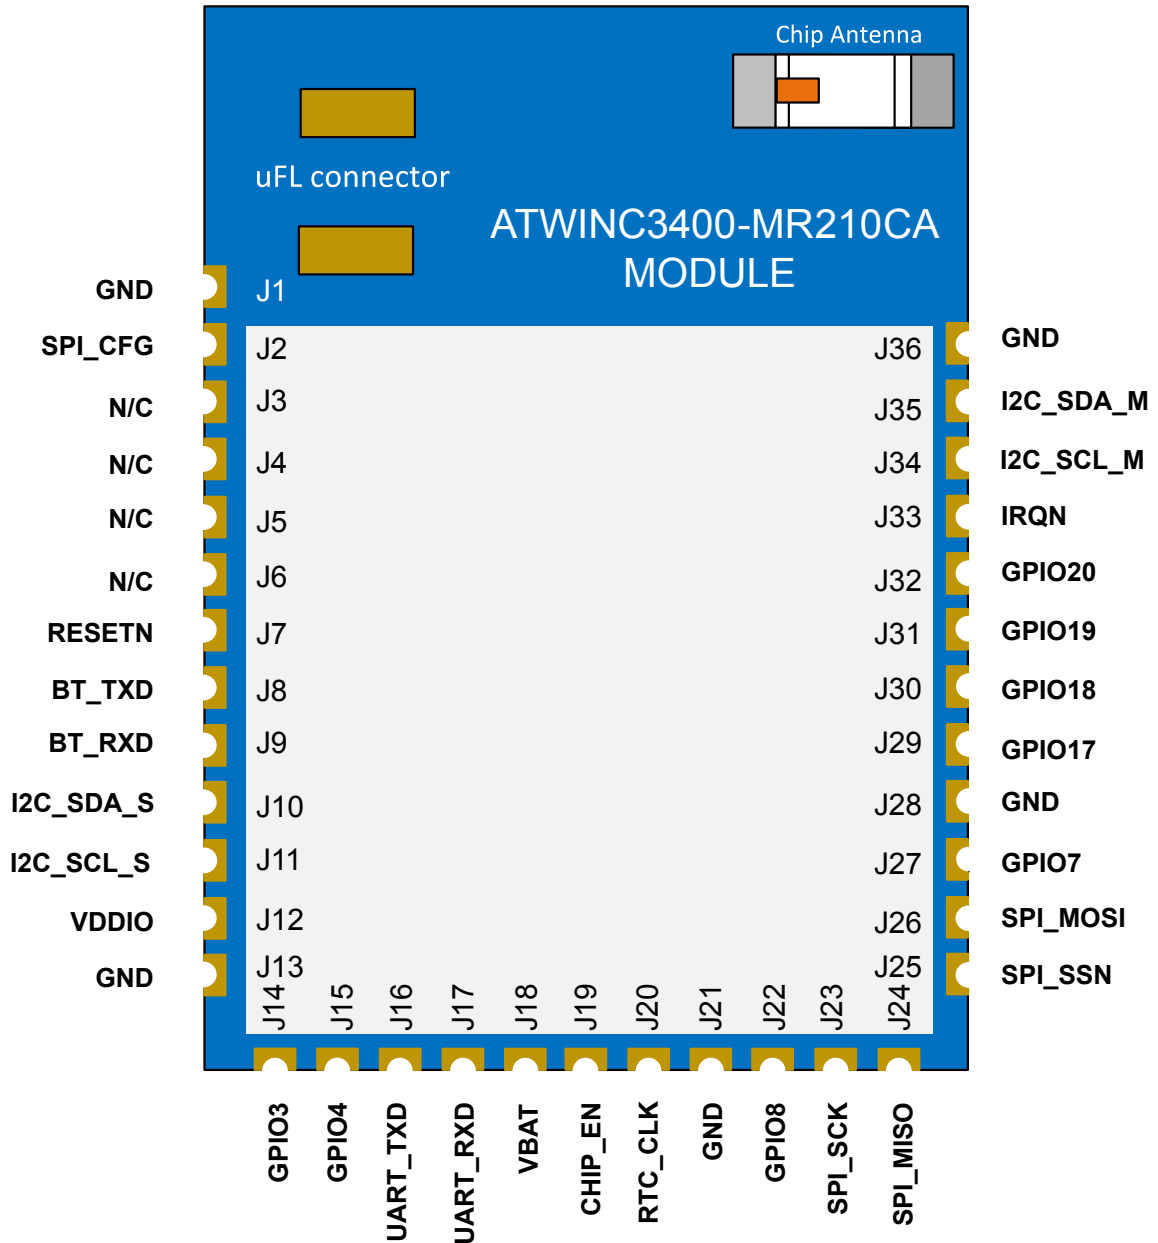 Chip Antenna
uFL connector
ATWINC3400-MR210CA
MODULE
GND
J1
SPI_CFG
J2
N/C
J3
N/C
J4
N/C
J5
N/C
J6
RESETN
J7
BT_TXD
J8
BT_RXD
J9
I2C_SDA_S
J10
I2C_SCL_S
J11
VDDIO
J12
GND
J13
J36
GND
J35
I2C_SDA_M
J34
I2C_SCL_M
J33
IRQN
J32
GPIO20
J31
GPIO19
J30
GPIO18
J29
GPIO17
J28
GND
J27
GPIO7
J26
SPI_MOSI
J25
SPI_SSN
J14
J15
J16
J17
J18
J19
J20
J21
J22
J23
J24
GPIO3
GPIO4
UART_TXD
UART_RXD
VBAT
CHIP_EN
RTC_CLK
GND
GPIO8
SPI_SCK
SPI_MISO